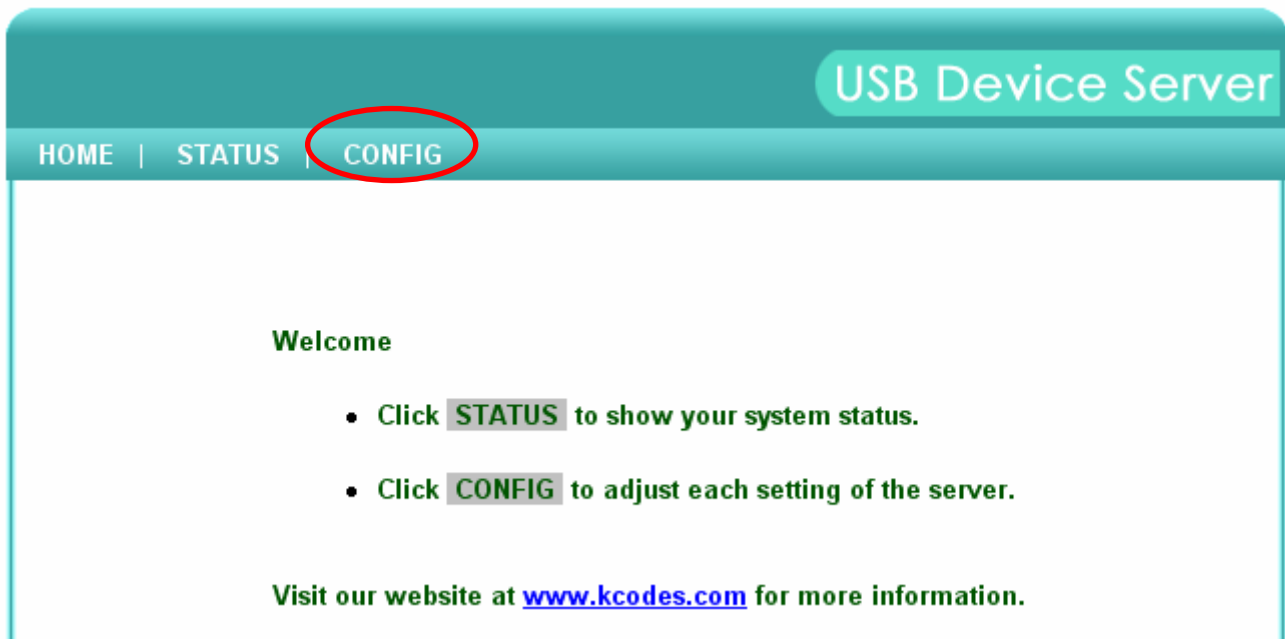 USB Device Server
HOME | STATUS | CONFIG
Welcome
• Click STATUS to show your system status.
• Click CONFIG to adjust each setting of the server.
Visit our website at www.kcodes.com for more information.